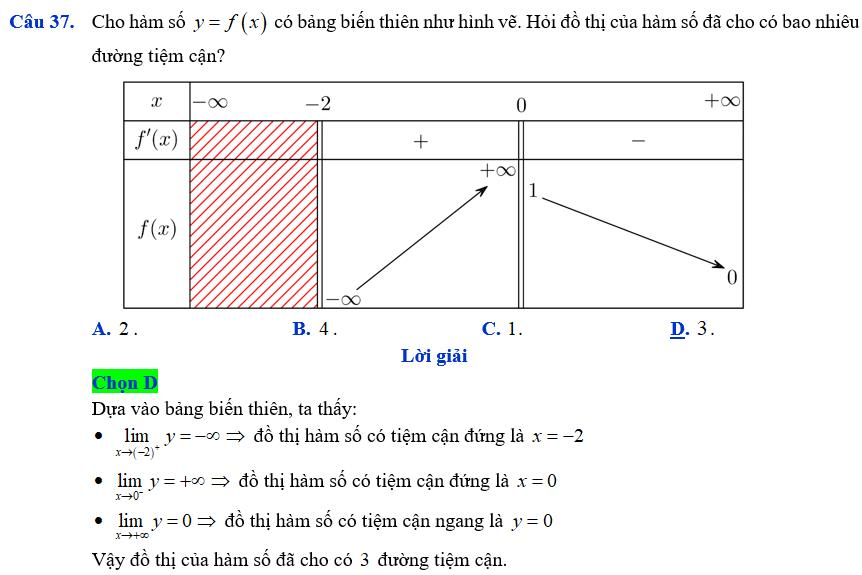 Câu 37. Cho hàm số y = f(x) có bảng biến thiên như hình vẽ. Hỏi đồ thị của hàm số đã cho có bao nhiêu
đường tiệm cận?
x −∞ −2 0 +∞
f′(x) + −
+∞
1
f(x)
0
−∞
A. 2 . B. 4 . C. 1. D. 3 .
Lời giải
Chọn D
Dựa vào bảng biến thiên, ta thấy:
• lim x→(−2)⁺ y = −∞ ⇒ đồ thị hàm số có tiệm cận đứng là x = −2
• lim x→0⁻ y = +∞ ⇒ đồ thị hàm số có tiệm cận đứng là x = 0
• lim x→+∞ y = 0 ⇒ đồ thị hàm số có tiệm cận ngang là y = 0
Vậy đồ thị của hàm số đã cho có 3 đường tiệm cận.